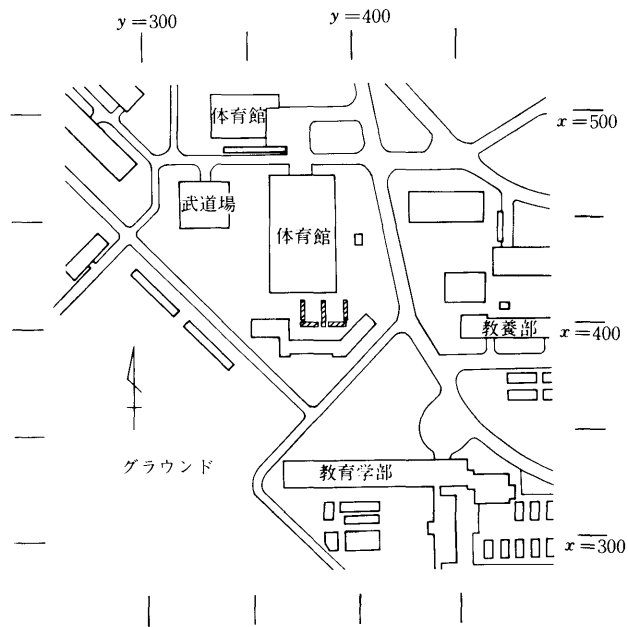 y=300
y=400
体育館
x=500
武道場
体育館
教養部
x=400
グラウンド
教育学部
x=300